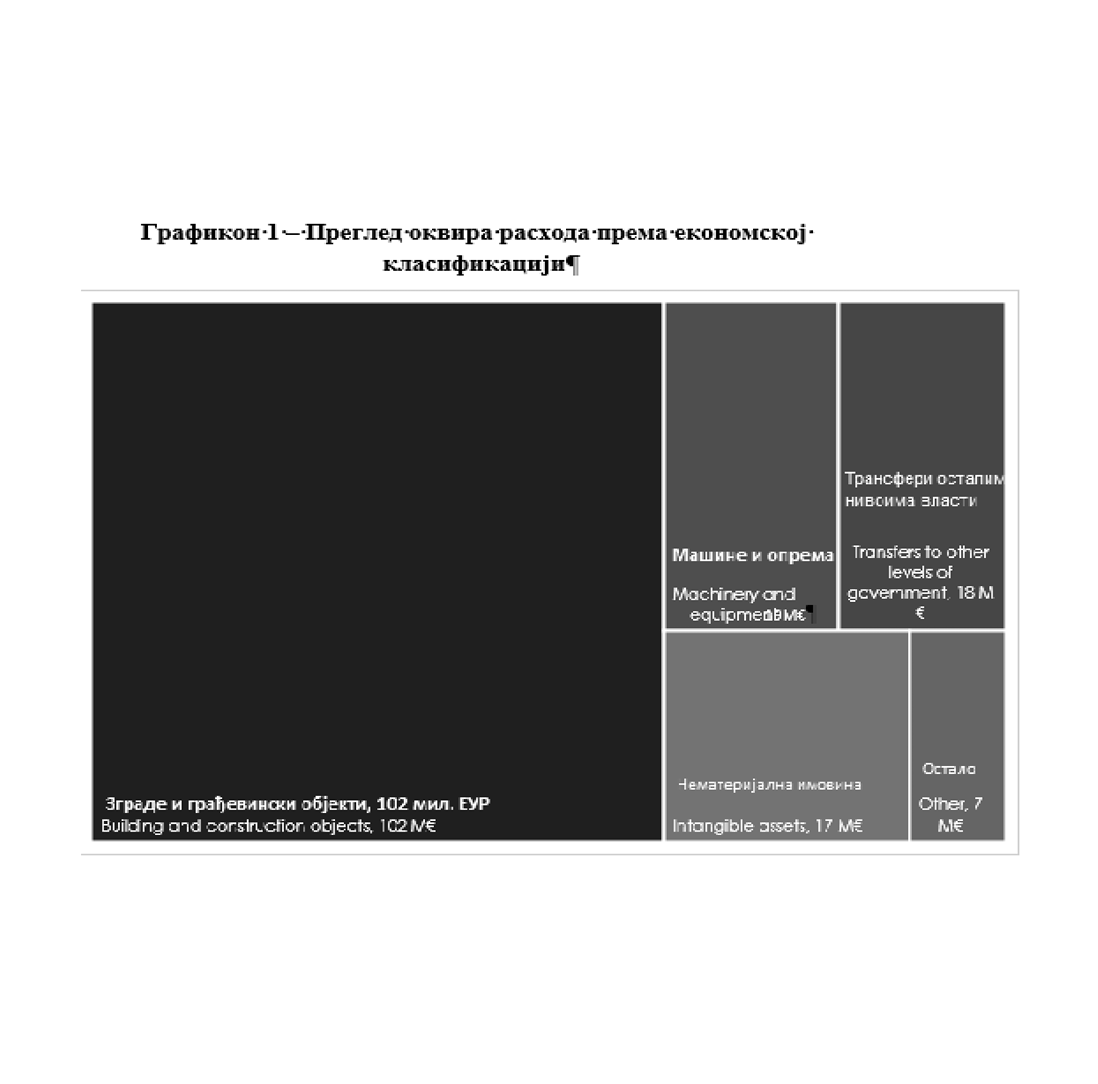 Графикон·1·–·Преглед·оквира·расхода·према·економској·
класификацији¶
Трансфери осталим
нивоима власти
Transfers to other
levels of
government, 18 M
€
Машине и опрема
Machinery and
equipment M€¶
Зграде и грађевински објекти, 102 мил. ЕУР
Building and construction objects, 102 M€
Нематеријална имовина
Intangible assets, 17 M€
Остало
Other, 7
M€